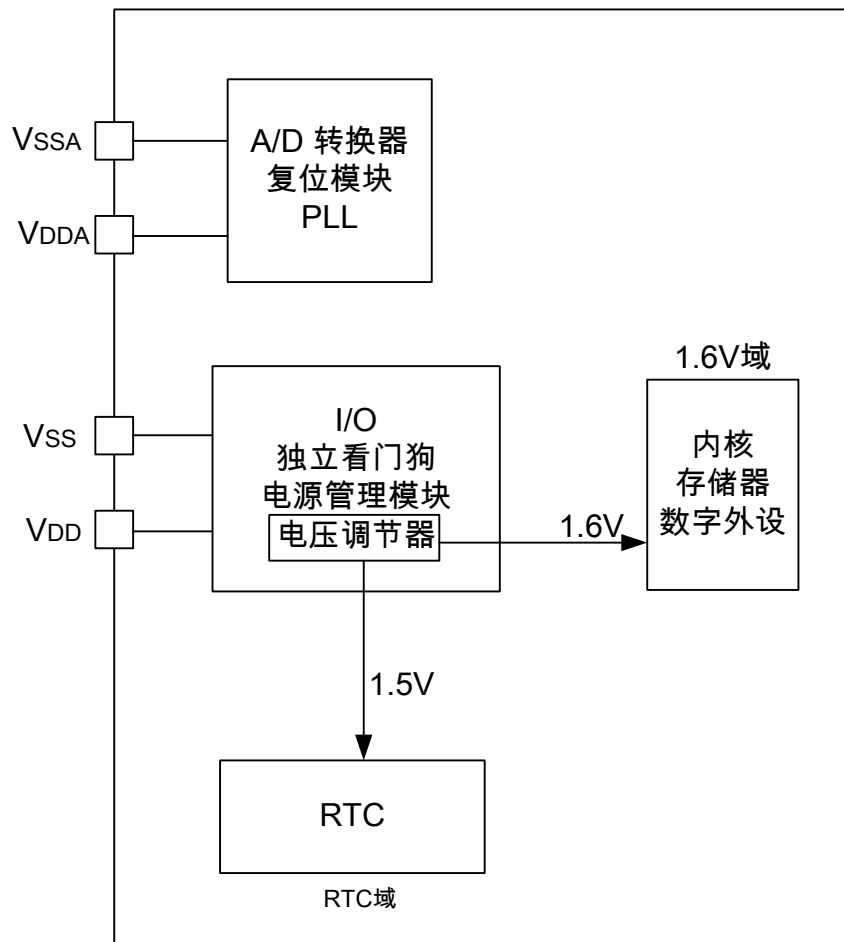 VSSA
A/D 转换器
复位模块
PLL
VDDA
1.6V域
VSS
I/O
独立看门狗
电源管理模块
电压调节器
VDD
1.6V
内核
存储器
数字外设
1.5V
RTC
RTC域